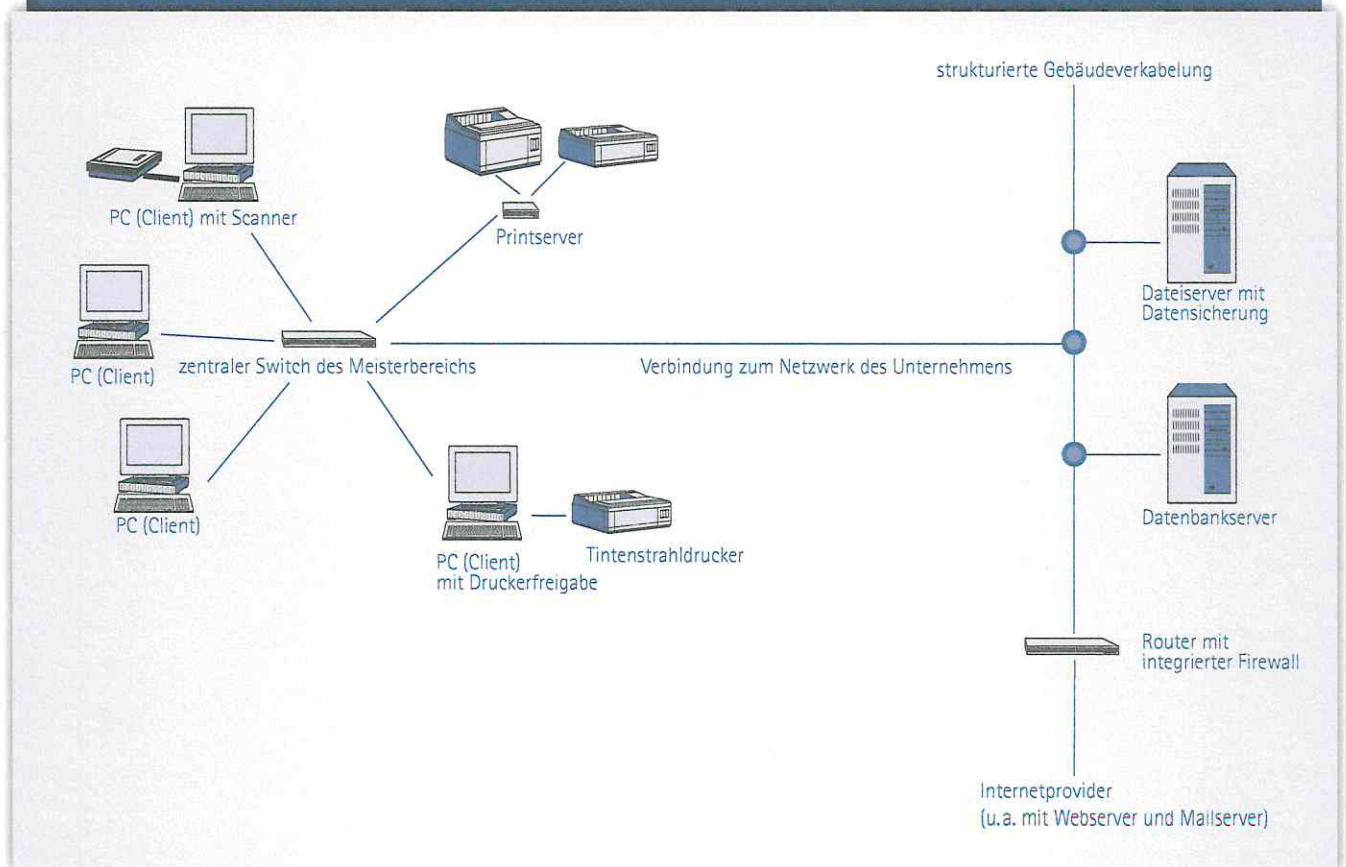 strukturierte Gebäudeverkabelung
PC (Client) mit Scanner
Printserver
Dateiserver mit
Datensicherung
PC (Client)
zentraler Switch des Meisterbereichs
Verbindung zum Netzwerk des Unternehmens
PC (Client)
PC (Client)
mit Druckerfreigabe
Tintenstrahldrucker
Datenbankserver
Router mit
integrierter Firewall
Internetprovider
(u.a. mit Webserver und Mailserver)